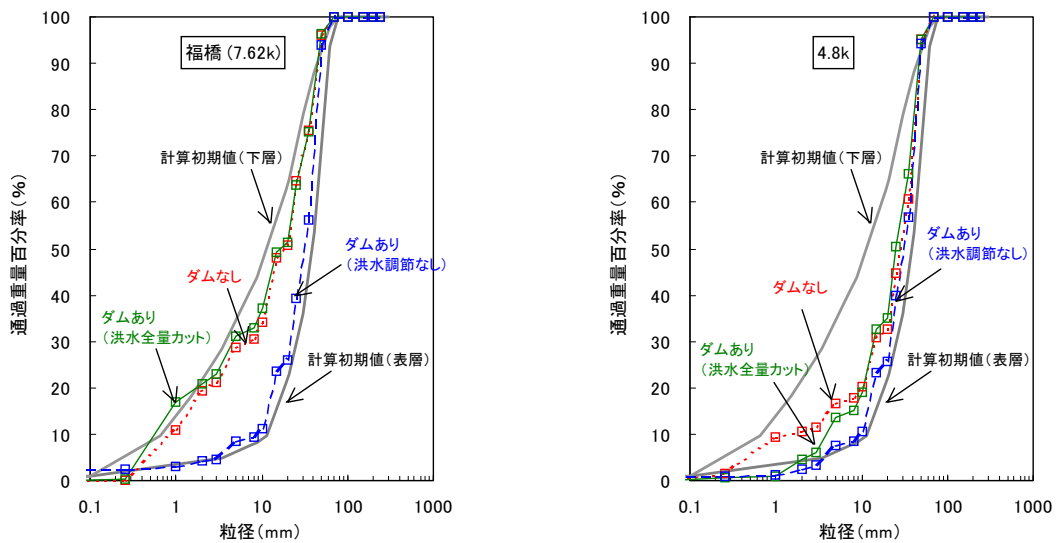 福橋 (7.62k)
通過重量百分率(%)
100
90
80
70
60
50
40
30
20
10
0
計算初期値(下層)
ダムあり
(洪水調節なし)
ダムなし
ダムあり
(洪水全量カット)
計算初期値(表層)
0.1 1 10 100 1000
粒径(mm)
4.8k
通過重量百分率(%)
100
90
80
70
60
50
40
30
20
10
0
計算初期値(下層)
ダムあり
(洪水調節なし)
ダムなし
ダムあり
(洪水全量カット)
計算初期値(表層)
0.1 1 10 100 1000
粒径(mm)